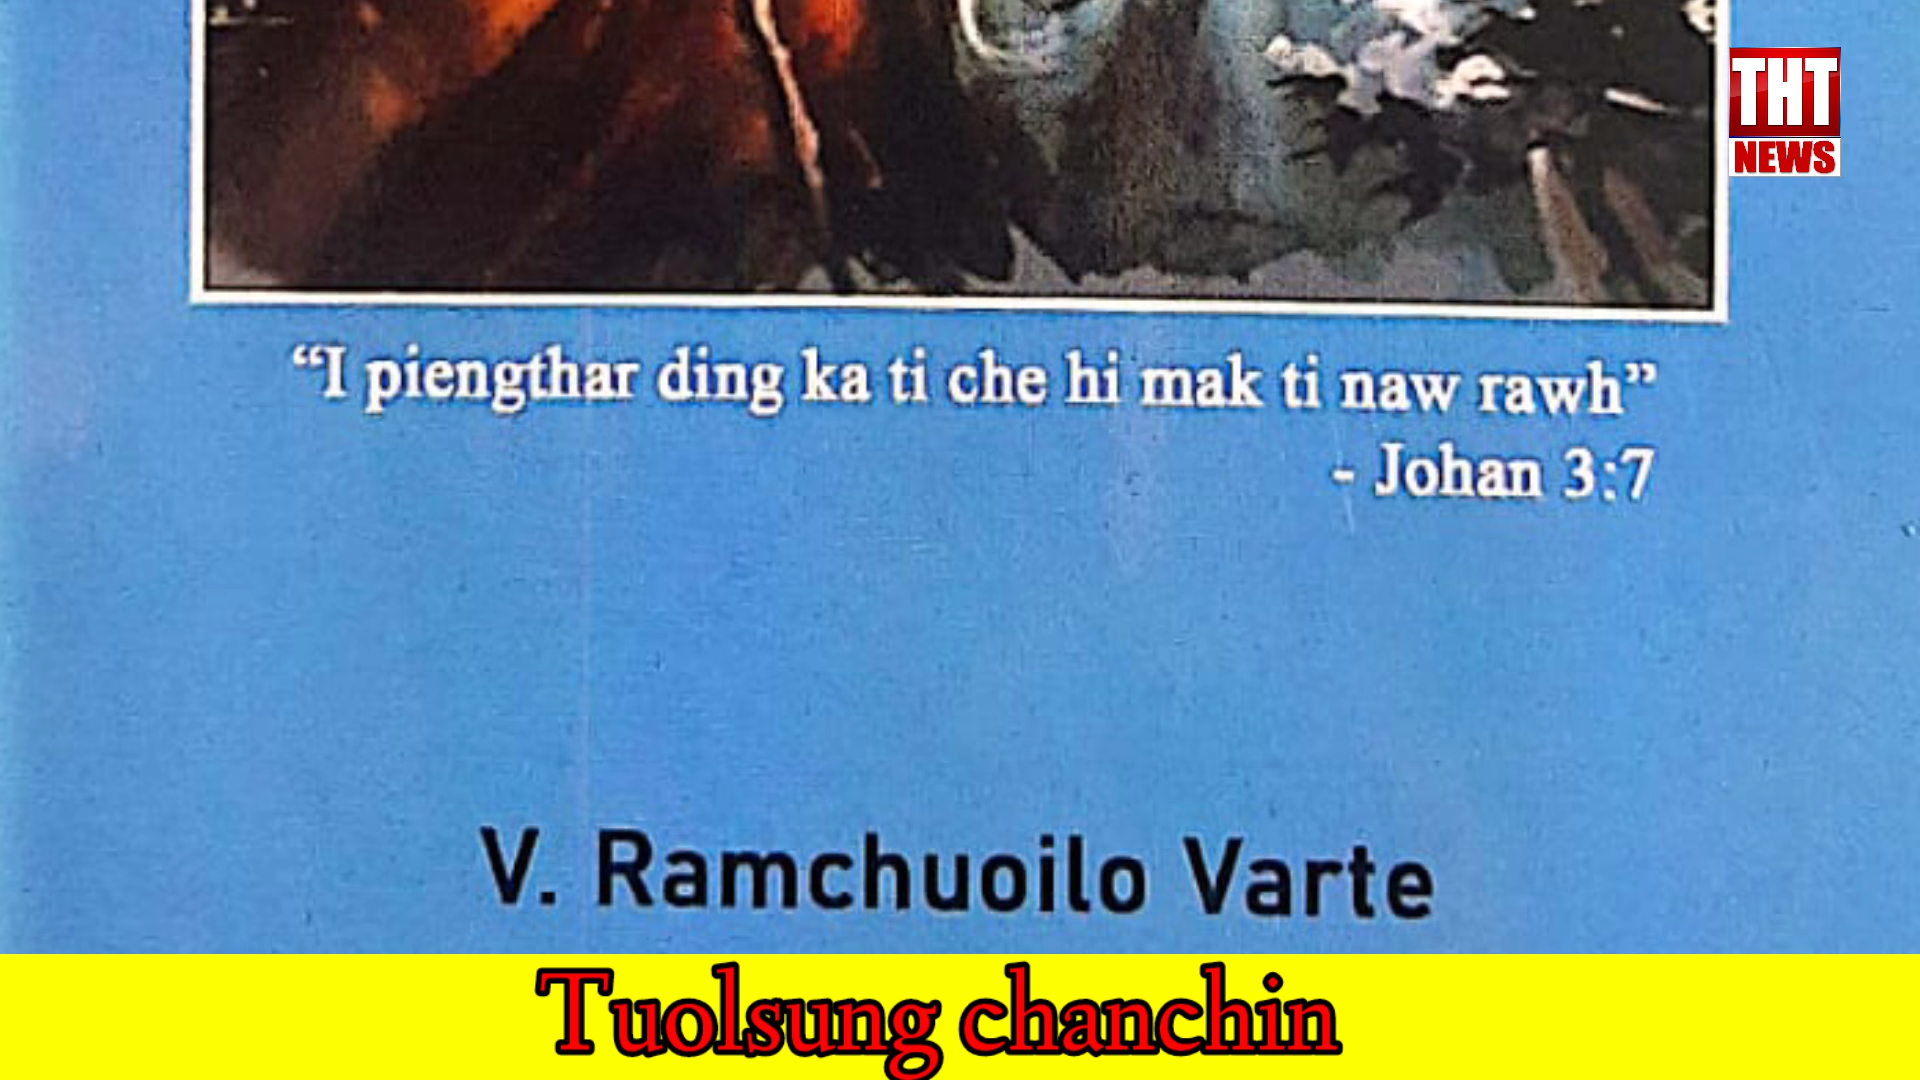 THT
NEWS
“I piengthar ding ka ti che hi mak ti naw rawh”
- Johan 3:7
V. Ramchuoilo Varte
Tuolsung chanchin